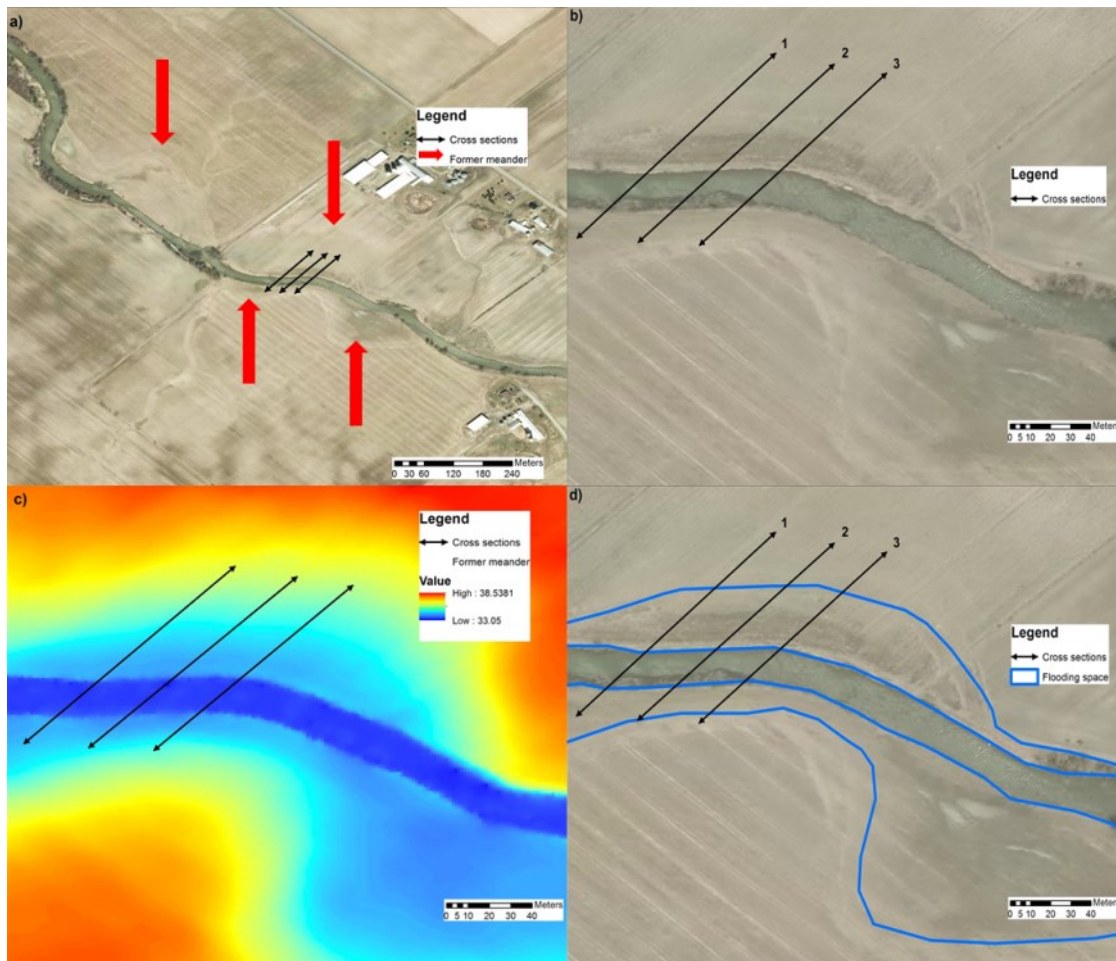 a)
Legend
Cross sections
Former meander
Meters
0 30 60 120 180 240
b)
1
2
3
Legend
Cross sections
Meters
0 5 10 20 30 40
c)
Legend
Cross sections
Former meander
Value
High : 38.5381
Low : 33.05
Meters
0 5 10 20 30 40
d)
1
2
3
Legend
Cross sections
Flooding space
Meters
0 5 10 20 30 40